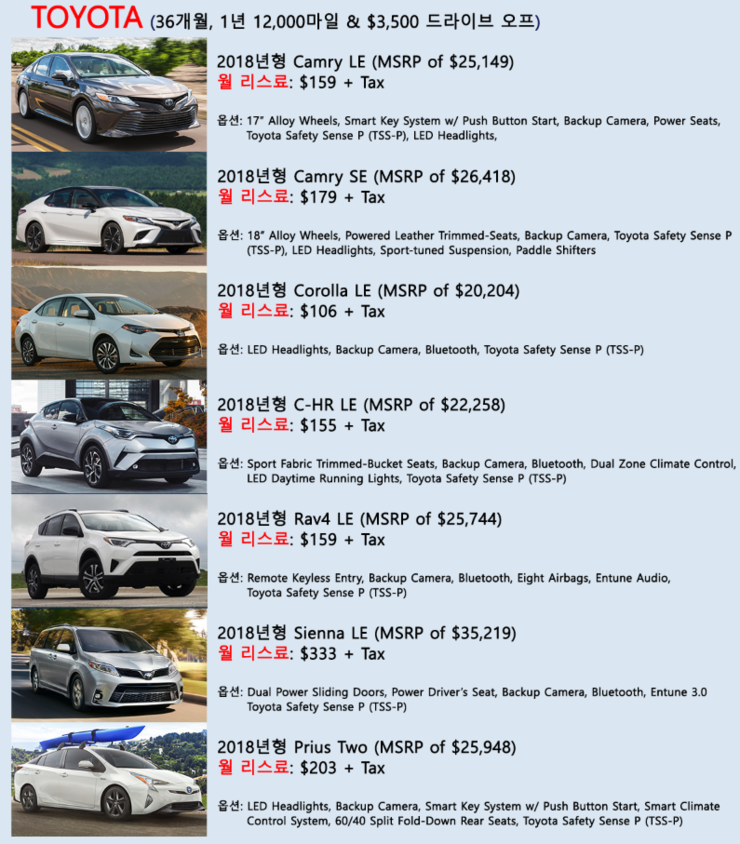 TOYOTA (36개월, 1년 12,000마일 & $3,500 드라이브 오프)
2018년형 Camry LE (MSRP of $25,149)
월 리스료: $159 + Tax
옵션: 17” Alloy Wheels, Smart Key System w/ Push Button Start, Backup Camera, Power Seats,
Toyota Safety Sense P (TSS-P), LED Headlights,
2018년형 Camry SE (MSRP of $26,418)
월 리스료: $179 + Tax
옵션: 18” Alloy Wheels, Powered Leather Trimmed-Seats, Backup Camera, Toyota Safety Sense P
(TSS-P), LED Headlights, Sport-tuned Suspension, Paddle Shifters
2018년형 Corolla LE (MSRP of $20,204)
월 리스료: $106 + Tax
옵션: LED Headlights, Backup Camera, Bluetooth, Toyota Safety Sense P (TSS-P)
2018년형 C-HR LE (MSRP of $22,258)
월 리스료: $155 + Tax
옵션: Sport Fabric Trimmed-Bucket Seats, Backup Camera, Bluetooth, Dual Zone Climate Control,
LED Daytime Running Lights, Toyota Safety Sense P (TSS-P)
2018년형 Rav4 LE (MSRP of $25,744)
월 리스료: $159 + Tax
옵션: Remote Keyless Entry, Backup Camera, Bluetooth, Eight Airbags, Entune Audio,
Toyota Safety Sense P (TSS-P)
2018년형 Sienna LE (MSRP of $35,219)
월 리스료: $333 + Tax
옵션: Dual Power Sliding Doors, Power Driver’s Seat, Backup Camera, Bluetooth, Entune 3.0
Toyota Safety Sense P (TSS-P)
2018년형 Prius Two (MSRP of $25,948)
월 리스료: $203 + Tax
옵션: LED Headlights, Backup Camera, Smart Key System w/ Push Button Start, Smart Climate
Control System, 60/40 Split Fold-Down Rear Seats, Toyota Safety Sense P (TSS-P)